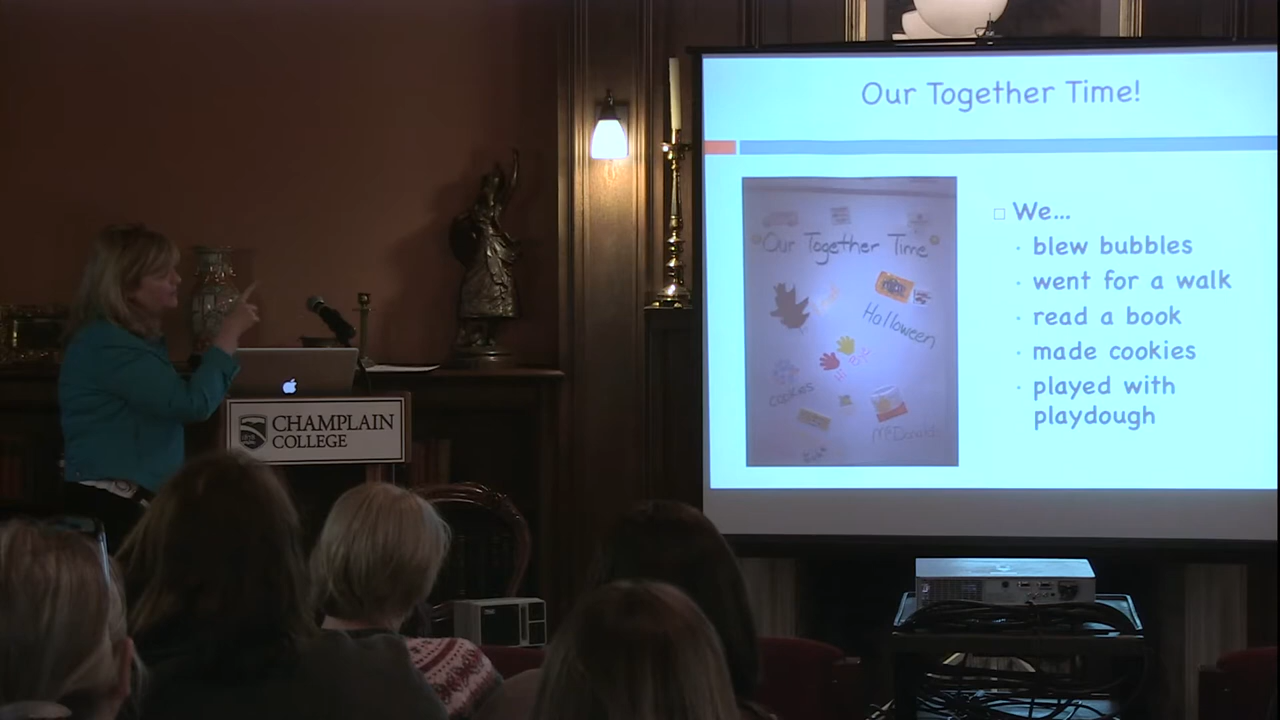 Our Together Time!
Our Together Time
Halloween
cookies
McDonald
We...
blew bubbles
went for a walk
read a book
made cookies
played with
playdough
CHAMPLAIN
COLLEGE